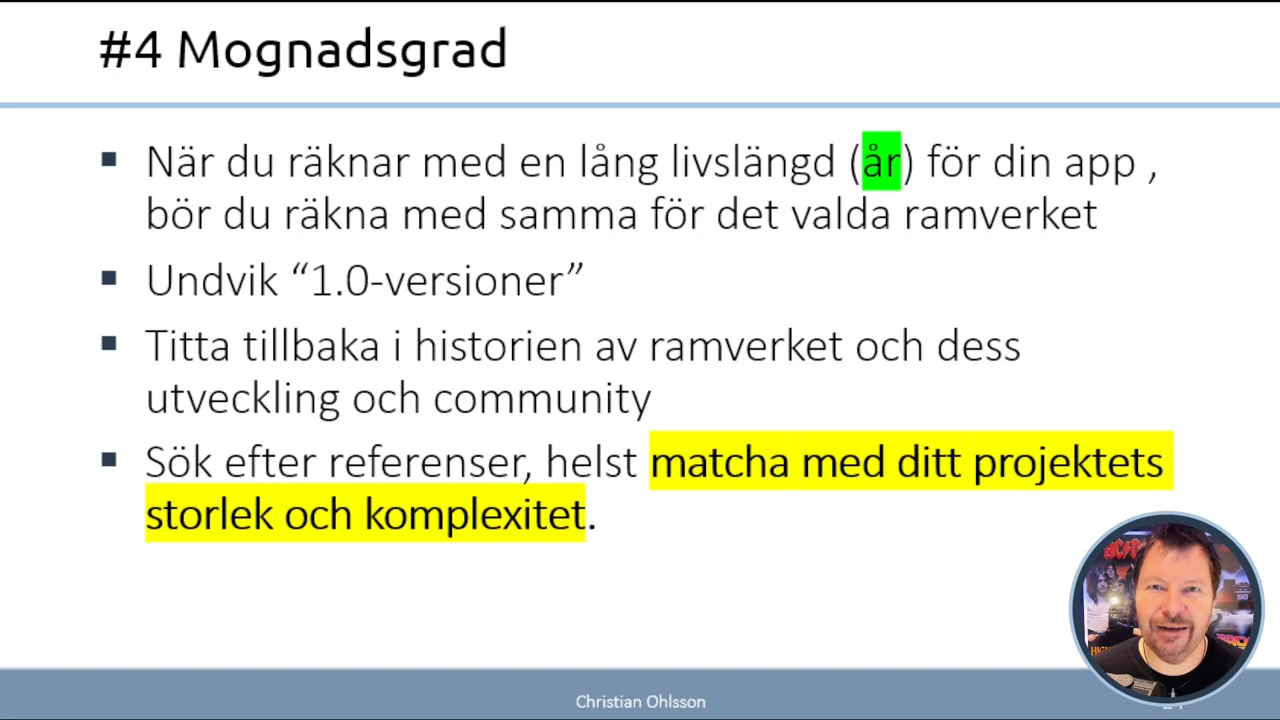 #4 Mognadsgrad
När du räknar med en lång livslängd (år) för din app ,
bör du räkna med samma för det valda ramverket
Undvik “1.0-versioner”
Titta tillbaka i historien av ramverket och dess
utveckling och community
Sök efter referenser, helst matcha med ditt projektets
storlek och komplexitet.
Christian Ohlsson